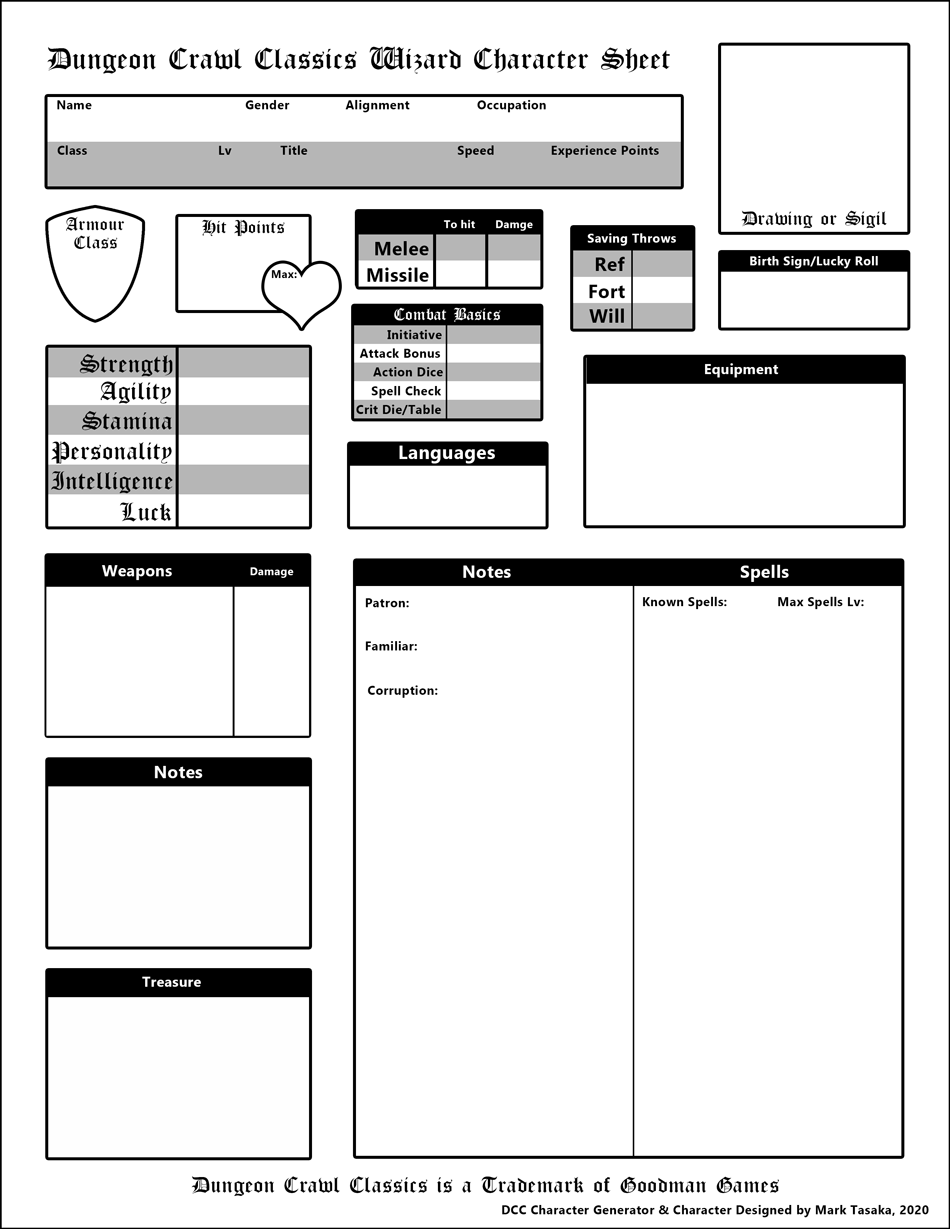 Dungeon Crawl Classics Wizard Character Sheet
Name Gender Alignment Occupation
Class Lv Title Speed Experience Points
Drawing or Sigil
Armour
Class
Hit Points
Max:
To hit Damge
Melee
Missile
Saving Throws
Ref
Fort
Will
Birth Sign/Lucky Roll
Combat Basics
Initiative
Attack Bonus
Action Dice
Spell Check
Crit Die/Table
Strength
Agility
Stamina
Personality
Intelligence
Luck
Languages
Equipment
Weapons Damage
Notes Spells
Patron:
Familiar:
Corruption:
Known Spells: Max Spells Lv:
Notes
Treasure
Dungeon Crawl Classics is a Trademark of Goodman Games
DCC Character Generator & Character Designed by Mark Tasaka, 2020